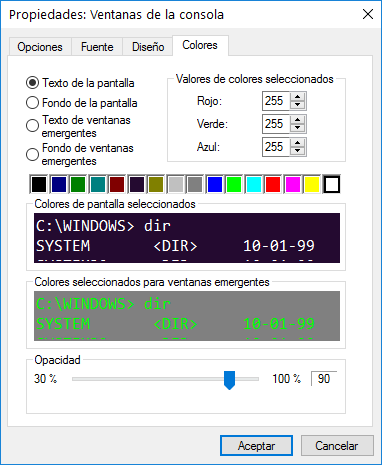 Propiedades: Ventanas de la consola
Opciones Fuente Diseño Colores
Texto de la pantalla
Fondo de la pantalla
Texto de ventanas
emergentes
Fondo de ventanas
emergentes
Valores de colores seleccionados
Rojo: 255
Verde: 255
Azul: 255
Colores de pantalla seleccionados
C:\WINDOWS> dir
SYSTEM <DIR> 10-01-99
Colores seleccionados para ventanas emergentes
C:\WINDOWS> dir
SYSTEM <DIR> 10-01-99
Opacidad
30 % 100 % 90
Aceptar Cancelar